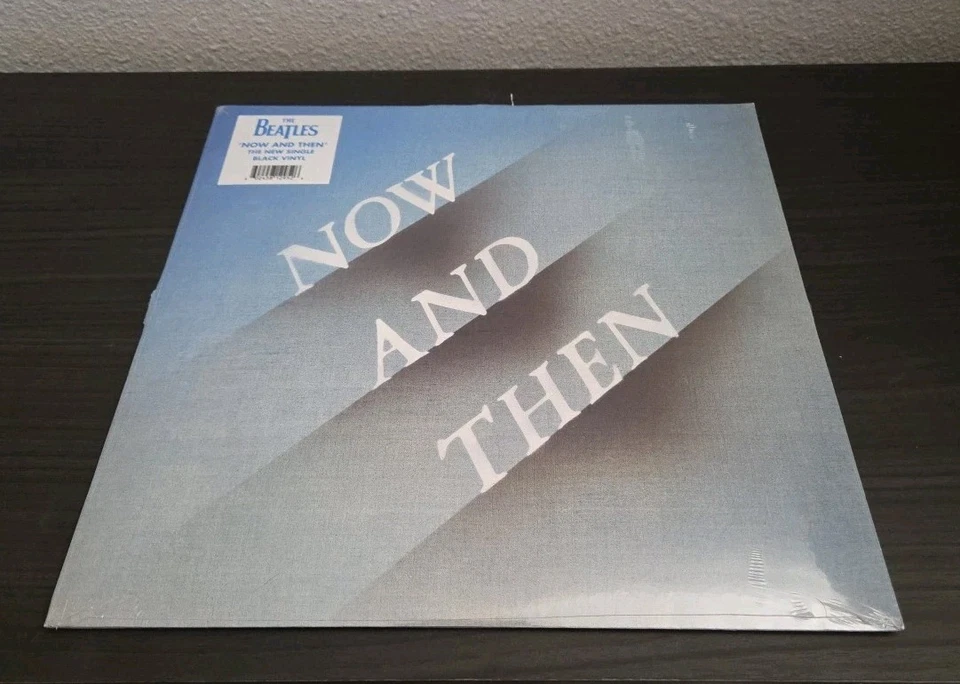 THE
BEATLES
"NOW AND THEN"
THE NEW SINGLE
BLACK VINYL
NOW
AND
THEN